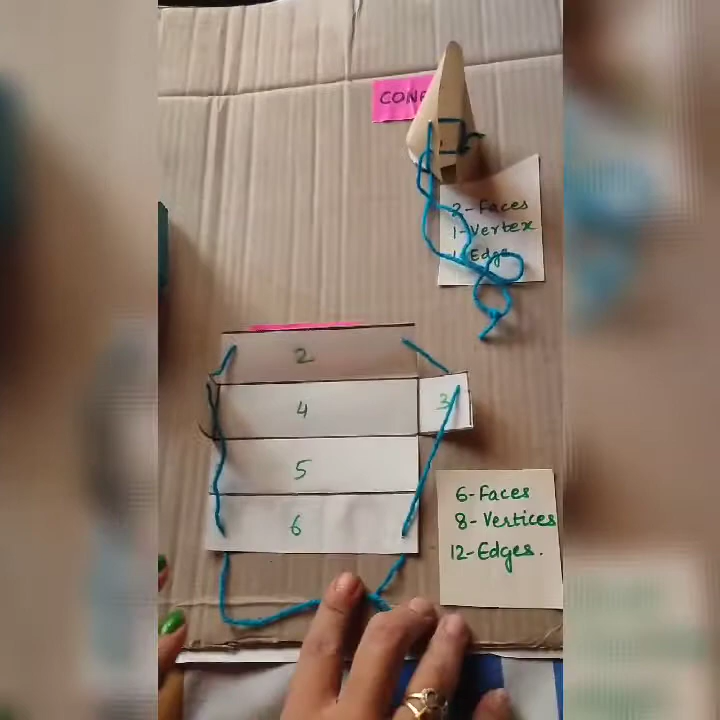 CONE
2-Faces
1-Vertex
1 Edge
2
4
3
5
6
6-Faces
8-Vertices
12-Edges.